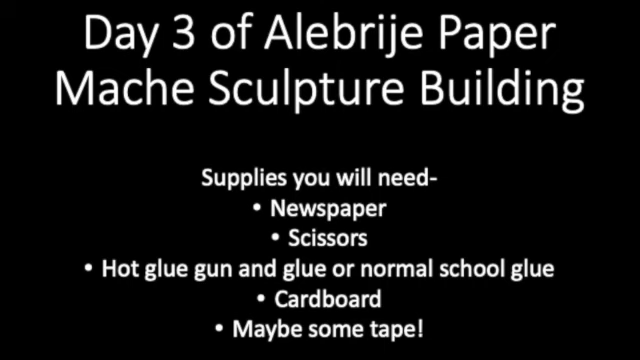 Day 3 of Alebrije Paper
Mache Sculpture Building
Supplies you will need-
• Newspaper
• Scissors
• Hot glue gun and glue or normal school glue
• Cardboard
• Maybe some tape!